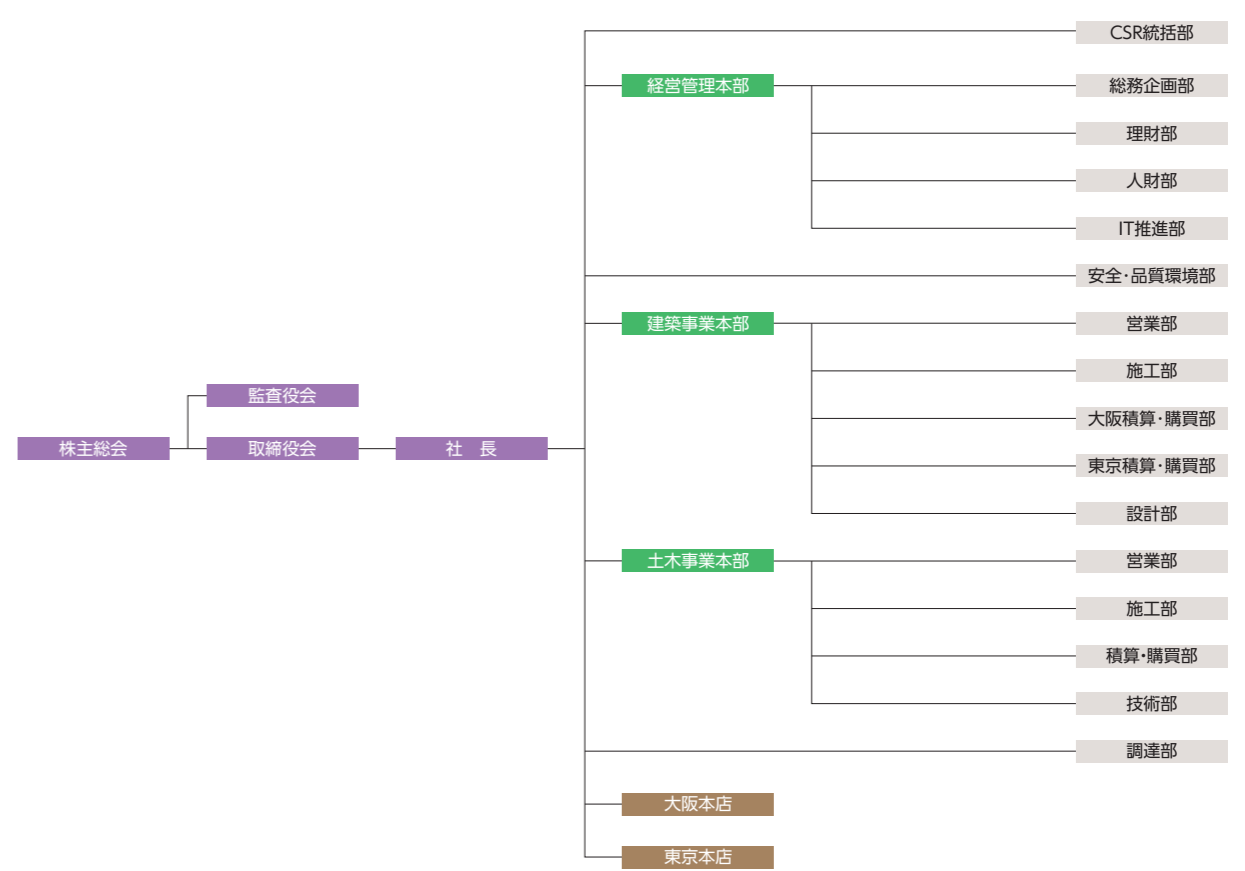 CSR統括部
経営管理本部
総務企画部
理財部
人財部
IT推進部
安全・品質環境部
建築事業本部
営業部
施工部
監査役会
大阪積算・購買部
株主総会
取締役会
社　長
東京積算・購買部
設計部
土木事業本部
営業部
施工部
積算・購買部
技術部
調達部
大阪本店
東京本店